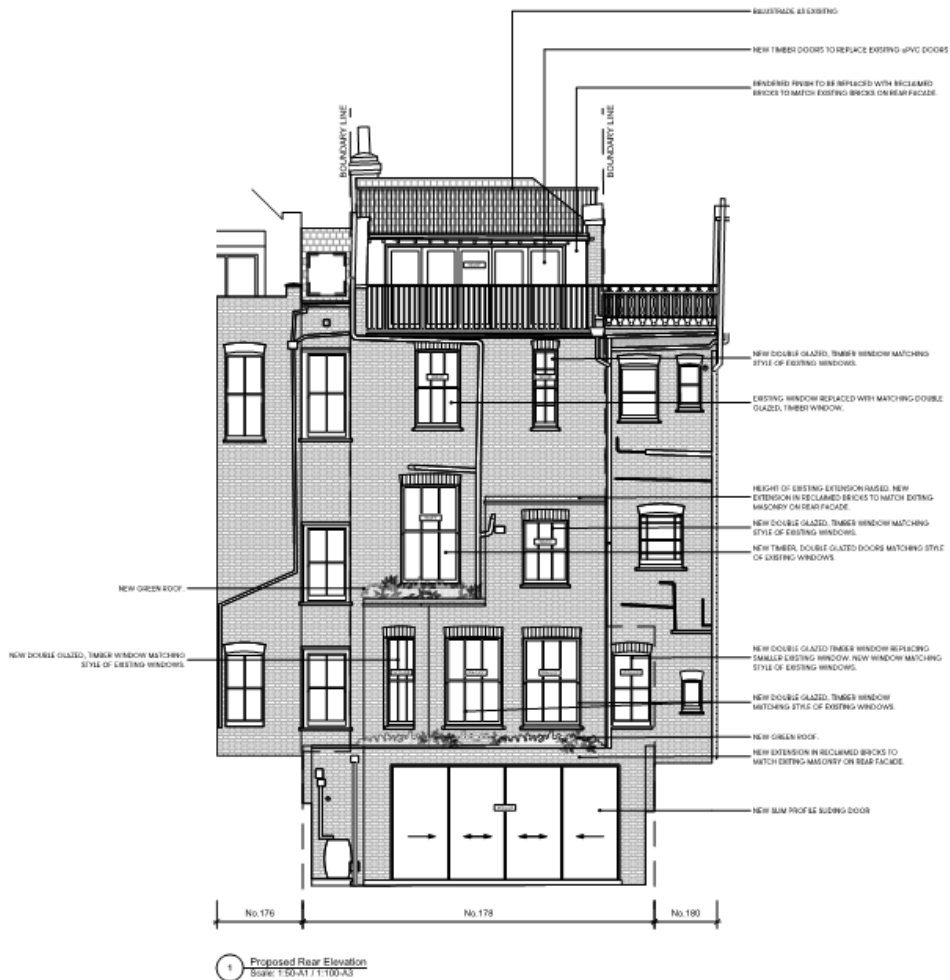 BALUSTRADE AS EXISTING
NEW TIMBER DOORS TO REPLACE EXISTING uPVC DOORS
RENDERED FINISH TO BE REPLACED WITH RECLAIMED
BRICKS TO MATCH EXISTING BRICKS ON REAR FACADE.
BOUNDARY LINE
BOUNDARY LINE
NEW DOUBLE GLAZED, TIMBER WINDOW MATCHING
STYLE OF EXISTING WINDOWS.
EXISTING WINDOW REPLACED WITH MATCHING DOUBLE
GLAZED, TIMBER WINDOW.
HEIGHT OF EXISTING EXTENSION RAISED. NEW
EXTENSION IN RECLAIMED BRICKS TO MATCH EXITING
MASONRY ON REAR FACADE.
NEW DOUBLE GLAZED, TIMBER WINDOW MATCHING
STYLE OF EXISTING WINDOWS.
NEW TIMBER, DOUBLE GLAZED DOORS MATCHING STYLE
OF EXISTING WINDOWS.
NEW GREEN ROOF.
NEW DOUBLE GLAZED, TIMBER WINDOW MATCHING
STYLE OF EXISTING WINDOWS.
NEW DOUBLE GLAZED TIMBER WINDOW REPLACING
SMALLER EXISTING WINDOW. NEW WINDOW MATCHING
STYLE OF EXISTING WINDOWS.
NEW DOUBLE GLAZED, TIMBER WINDOW
MATCHING STYLE OF EXISTING WINDOWS.
NEW GREEN ROOF.
NEW EXTENSION IN RECLAIMED BRICKS TO
MATCH EXITING MASONRY ON REAR FACADE.
NEW SLIM PROFILE SLIDING DOOR
No.176
No.178
No.180
1
Proposed Rear Elevation
Scale: 1:50-A1 / 1:100-A3